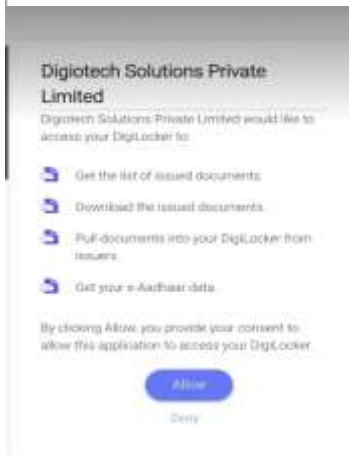 Digiotech Solutions Private
Limited
Digiotech Solutions Private Limited would like to
access your DigiLocker to:
Get the list of issued documents.
Download the issued documents.
Pull documents into your DigiLocker from
issuers.
Get your e-Aadhaar data.
By clicking Allow, you provide your consent to
allow this application to access your DigiLocker.
Allow
Deny